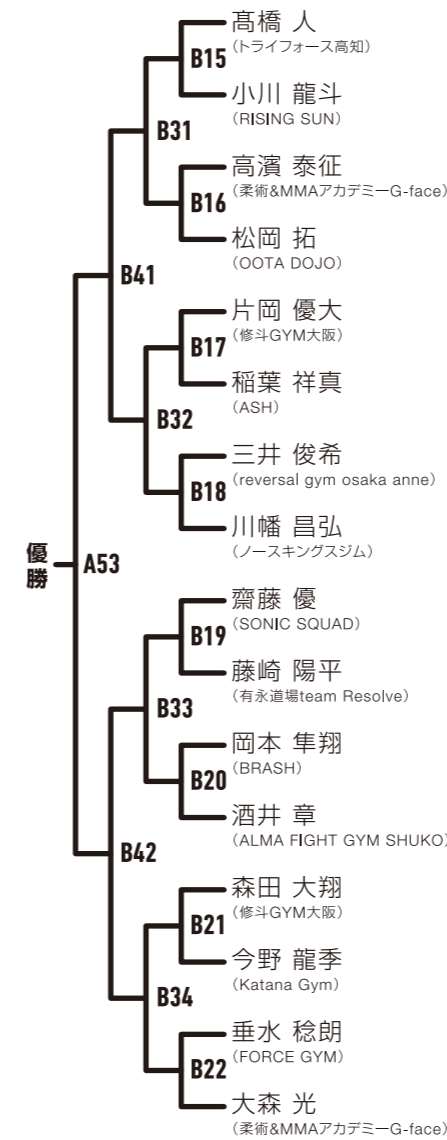 髙橋 人
（トライフォース高知）
B15
小川 龍斗
（RISING SUN）
B31
高濱 泰征
（柔術&MMAアカデミーG-face）
B16
松岡 拓
（OOTA DOJO）
B41
片岡 優大
（修斗GYM大阪）
B17
稲葉 祥真
（ASH）
B32
三井 俊希
（reversal gym osaka anne）
B18
川幡 昌弘
（ノースキングスジム）
優勝
A53
齋藤 優
（SONIC SQUAD）
B19
藤崎 陽平
（有永道場team Resolve）
B33
岡本 隼翔
（BRASH）
B20
酒井 章
（ALMA FIGHT GYM SHUKO）
B42
森田 大翔
（修斗GYM大阪）
B21
今野 龍季
（Katana Gym）
B34
垂水 稔朗
（FORCE GYM）
B22
大森 光
（柔術&MMAアカデミーG-face）